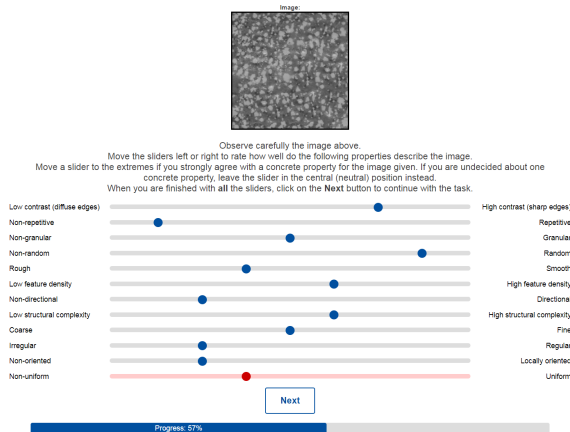 Image:
Observe carefully the image above.
Move the sliders left or right to rate how well do the following properties describe the image.
Move a slider to the extremes if you strongly agree with a concrete property for the image given. If you are undecided about one
concrete property, leave the slider in the central (neutral) position instead.
When you are finished with all the sliders, click on the Next button to continue with the task.
Low contrast (diffuse edges) High contrast (sharp edges)
Non-repetitive Repetitive
Non-granular Granular
Non-random Random
Rough Smooth
Low feature density High feature density
Non-directional Directional
Low structural complexity High structural complexity
Coarse Fine
Irregular Regular
Non-oriented Locally oriented
Non-uniform Uniform
Next
Progress: 57%